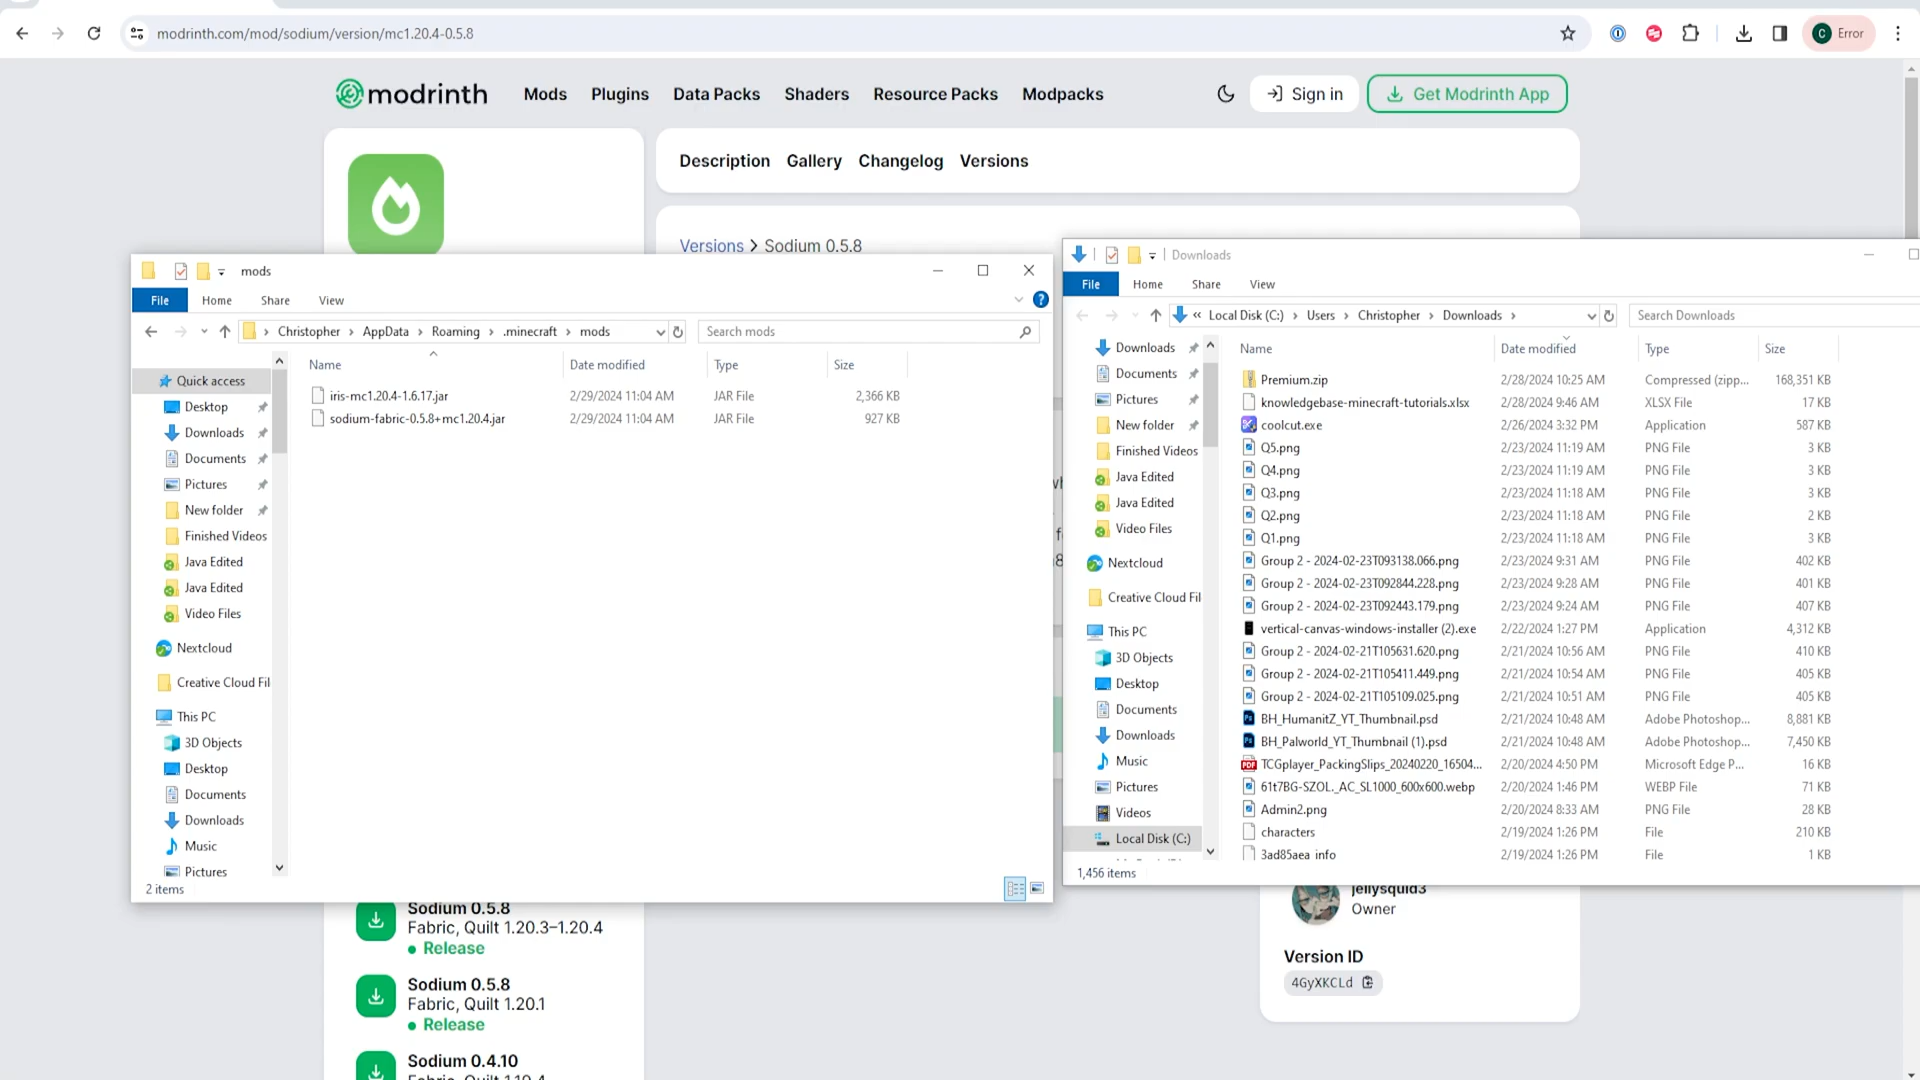 modrinth.com/mod/sodium/version/mc1.20.4-0.5.8
C Error
modrinth
Mods Plugins Data Packs Shaders Resource Packs Modpacks
Sign in
Get Modrinth App
Description Gallery Changelog Versions
Versions > Sodium 0.5.8
mods
File Home Share View
Christopher > AppData > Roaming > .minecraft > mods
Search mods
Name Date modified Type Size
iris-mc1.20.4-1.6.17.jar 2/29/2024 11:04 AM JAR File 2,366 KB
sodium-fabric-0.5.8+mc1.20.4.jar 2/29/2024 11:04 AM JAR File 927 KB
Quick access
Desktop
Downloads
Documents
Pictures
New folder
Finished Videos
Java Edited
Java Edited
Video Files
Nextcloud
Creative Cloud Fil
This PC
3D Objects
Desktop
Documents
Downloads
Music
Pictures
2 items
Downloads
File Home Share View
« Local Disk (C:) > Users > Christopher > Downloads >
Search Downloads
Downloads
Documents
Pictures
New folder
Finished Videos
Java Edited
Java Edited
Video Files
Nextcloud
Creative Cloud Fil
This PC
3D Objects
Desktop
Documents
Downloads
Music
Pictures
Videos
Local Disk (C:)
Name Date modified Type Size
Premium.zip 2/28/2024 10:25 AM Compressed (zipp... 168,351 KB
knowledgebase-minecraft-tutorials.xlsx 2/28/2024 9:46 AM XLSX File 17 KB
coolcut.exe 2/26/2024 3:32 PM Application 587 KB
Q5.png 2/23/2024 11:19 AM PNG File 3 KB
Q4.png 2/23/2024 11:19 AM PNG File 3 KB
Q3.png 2/23/2024 11:18 AM PNG File 3 KB
Q2.png 2/23/2024 11:18 AM PNG File 2 KB
Q1.png 2/23/2024 11:18 AM PNG File 3 KB
Group 2 - 2024-02-23T093138.066.png 2/23/2024 9:31 AM PNG File 402 KB
Group 2 - 2024-02-23T092844.228.png 2/23/2024 9:28 AM PNG File 401 KB
Group 2 - 2024-02-23T092443.179.png 2/23/2024 9:24 AM PNG File 407 KB
vertical-canvas-windows-installer (2).exe 2/22/2024 1:27 PM Application 4,312 KB
Group 2 - 2024-02-21T105631.620.png 2/21/2024 10:56 AM PNG File 410 KB
Group 2 - 2024-02-21T105411.449.png 2/21/2024 10:54 AM PNG File 405 KB
Group 2 - 2024-02-21T105109.025.png 2/21/2024 10:51 AM PNG File 405 KB
BH_HumanitZ_YT_Thumbnail.psd 2/21/2024 10:48 AM Adobe Photoshop... 8,881 KB
BH_Palworld_YT_Thumbnail (1).psd 2/21/2024 10:48 AM Adobe Photoshop... 7,450 KB
TCGplayer_PackingSlips_20240220_16504... 2/20/2024 4:50 PM Microsoft Edge P... 16 KB
61t7BG-SZOL._AC_SL1000_600x600.webp 2/20/2024 1:46 PM WEBP File 71 KB
Admin2.png 2/20/2024 8:33 AM PNG File 28 KB
characters 2/19/2024 1:26 PM File 210 KB
3ad85aea info 2/19/2024 1:26 PM File 1 KB
1,456 items
Sodium 0.5.8
Fabric, Quilt 1.20.3–1.20.4
Release
Sodium 0.5.8
Fabric, Quilt 1.20.1
Release
Sodium 0.4.10
Fabric, Quilt 1.19.4
jellysquid3
Owner
Version ID
4GyXKCLd